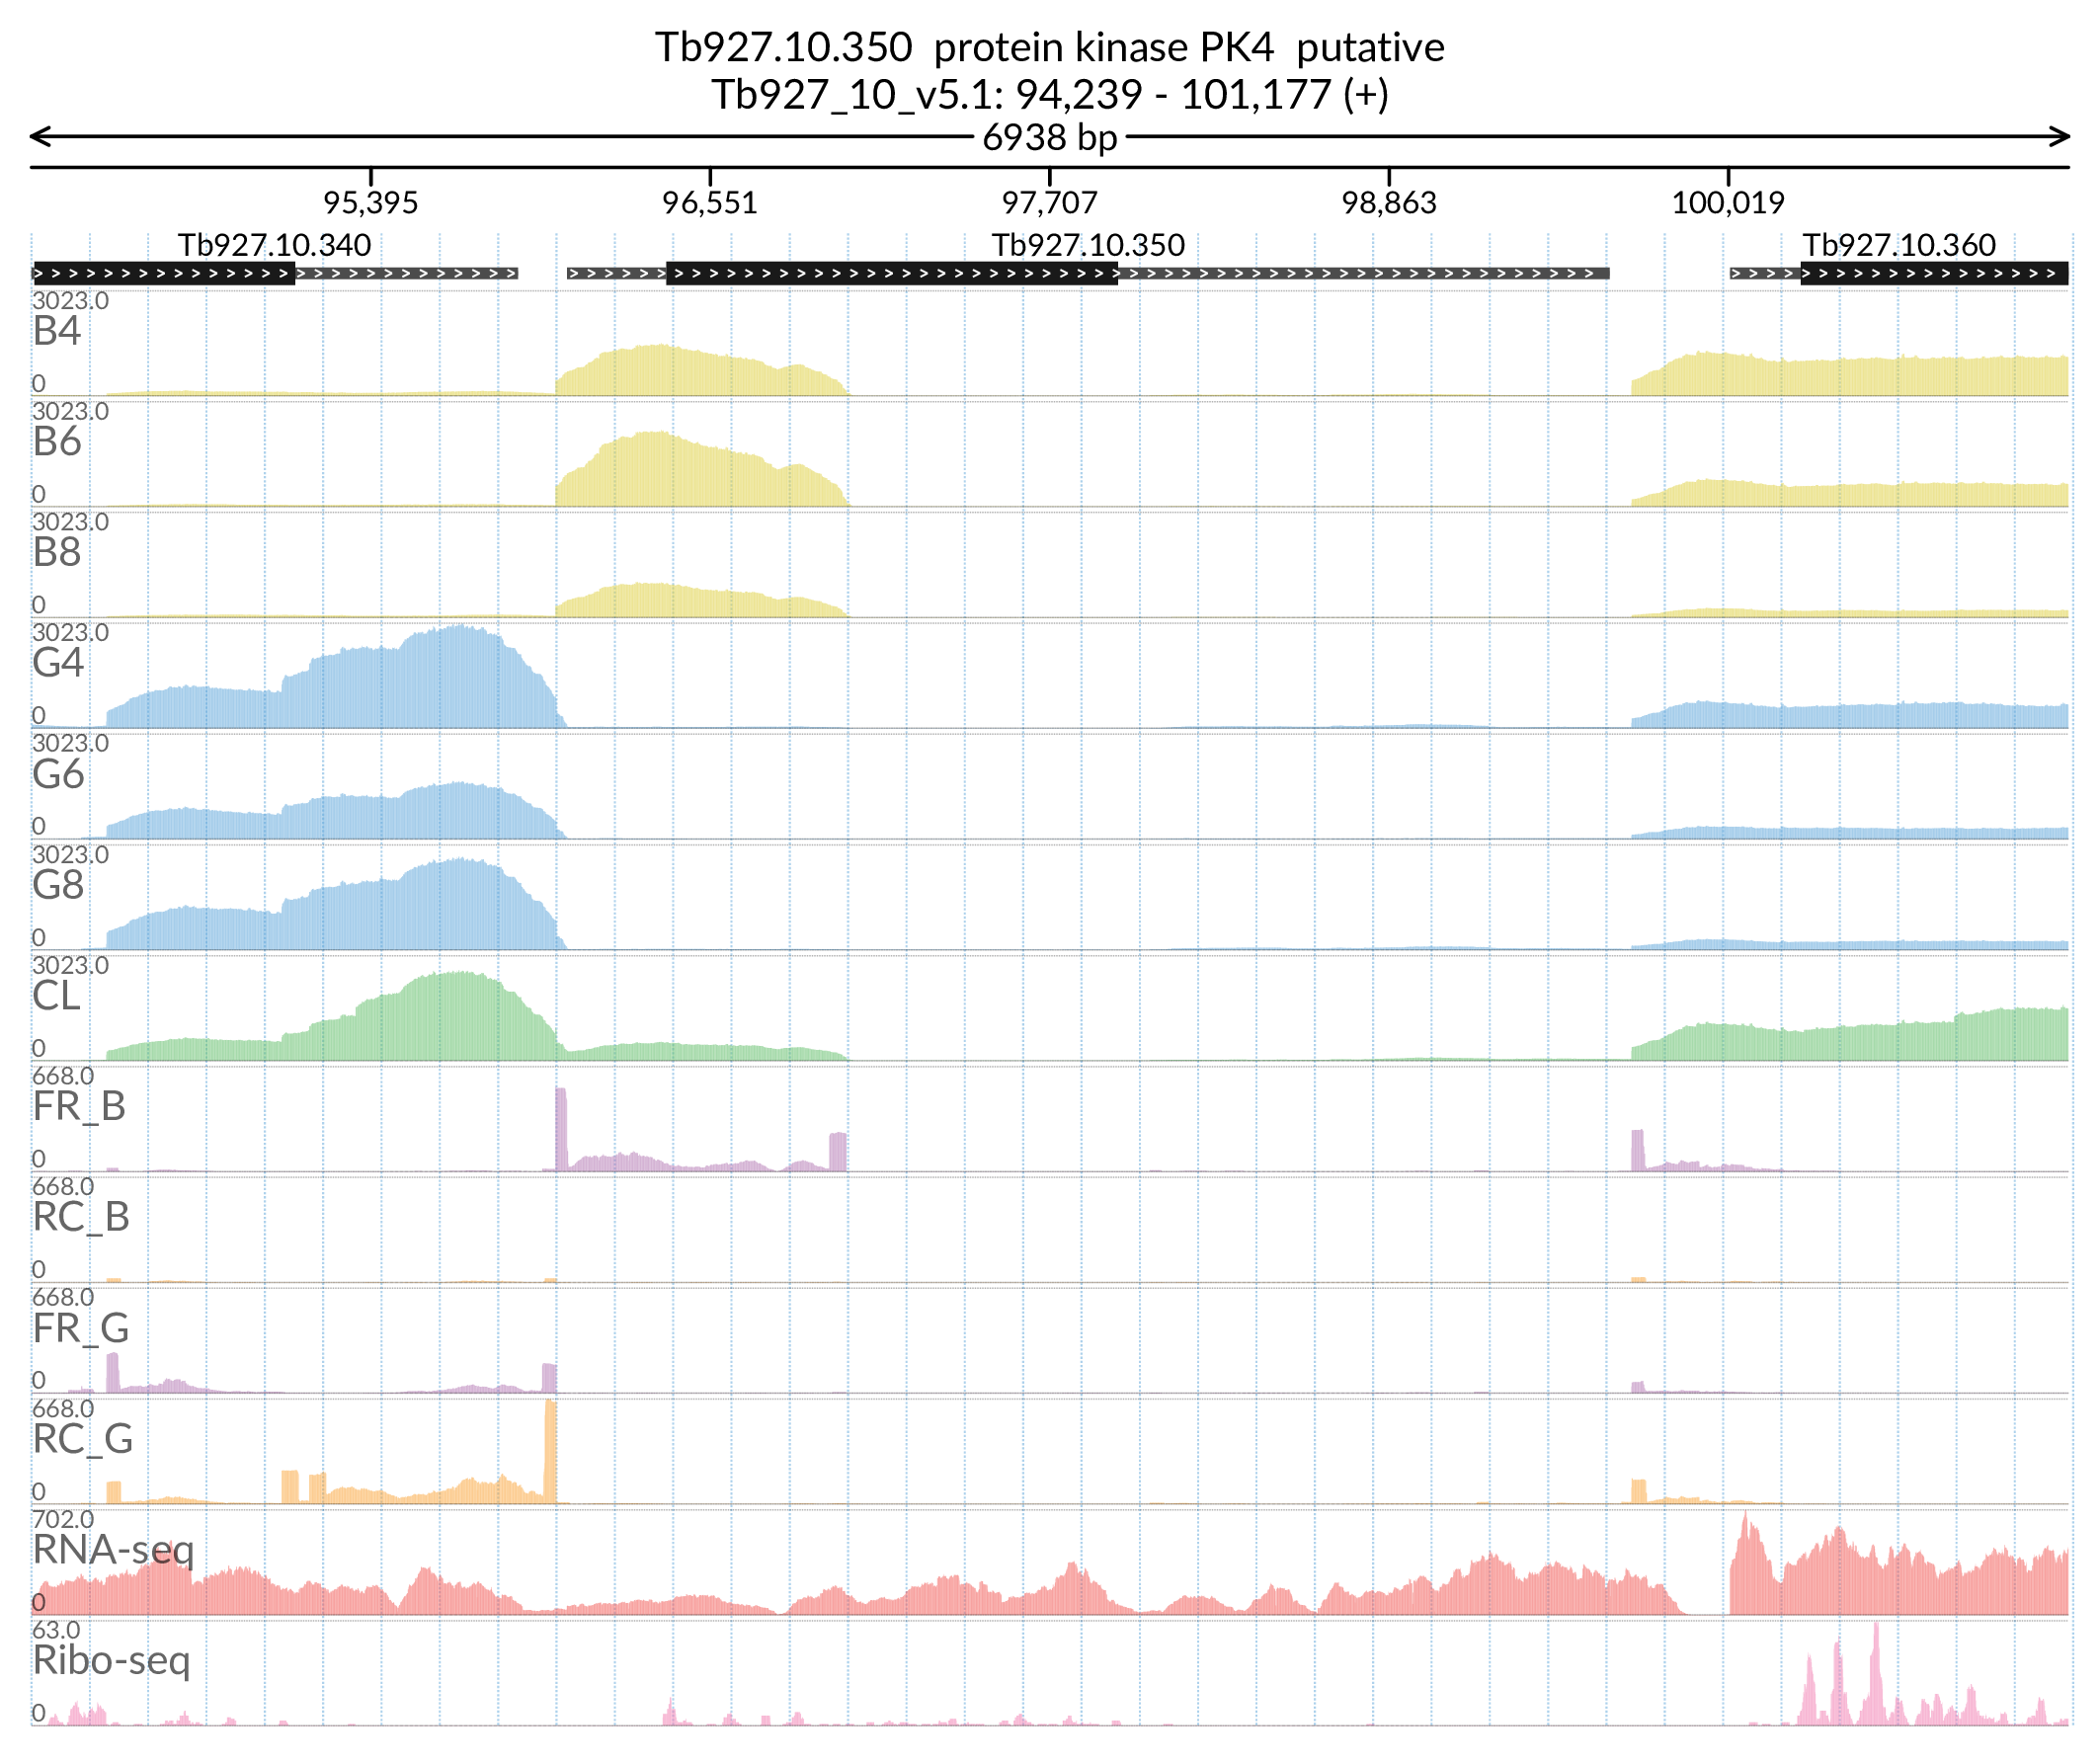 Tb927.10.350  protein kinase PK4  putative
Tb927_10_v5.1: 94,239 - 101,177 (+)
6938 bp
95,395 96,551 97,707 98,863 100,019
Tb927.10.340 Tb927.10.350 Tb927.10.360
3023.0
B4
0
3023.0
B6
0
3023.0
B8
0
3023.0
G4
0
3023.0
G6
0
3023.0
G8
0
3023.0
CL
0
668.0
FR_B
0
668.0
RC_B
0
668.0
FR_G
0
668.0
RC_G
0
702.0
RNA-seq
0
63.0
Ribo-seq
0